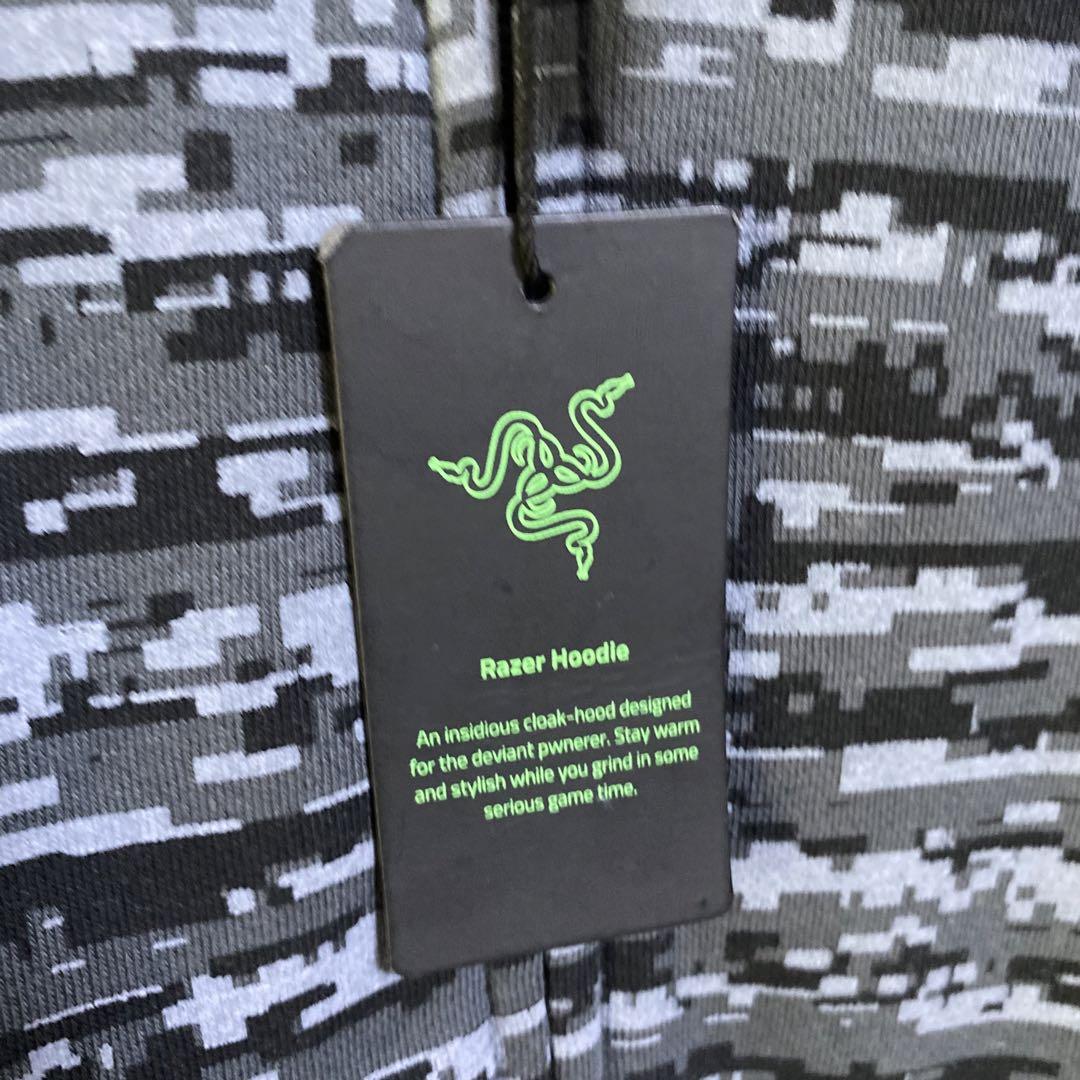 Razer Hoodie
An insidious cloak-hood designed
for the deviant pwnerer. Stay warm
and stylish while you grind in some
serious game time.